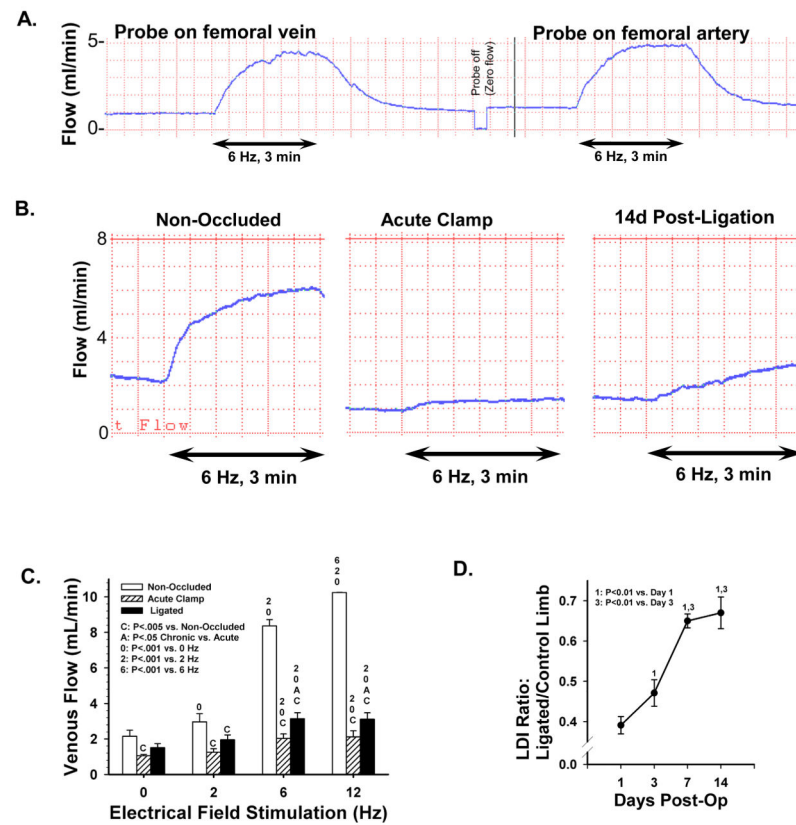 A.
Probe on femoral vein
Probe on femoral artery
Flow (ml/min)
5-
0-
Probe off
(Zero flow)
6 Hz, 3 min
6 Hz, 3 min
B.
Non-Occluded
Acute Clamp
14d Post-Ligation
Flow (ml/min)
8
4
0
t Flow
6 Hz, 3 min
6 Hz, 3 min
6 Hz, 3 min
C.
Venous Flow (mL/min)
10
8
6
4
2
0
Non-Occluded
Acute Clamp
Ligated
C: P<.005 vs. Non-Occluded
A: P<.05 Chronic vs. Acute
0: P<.001 vs. 0 Hz
2: P<.001 vs. 2 Hz
6: P<.001 vs. 6 Hz
C
0
C
C
2
0
2
0
C
2
0
A
C
6
2
0
2
0
C
2
0
A
C
0
2
6
12
Electrical Field Stimulation (Hz)
D.
LDI Ratio:
Ligated/Control Limb
1: P<0.01 vs. Day 1
3: P<0.01 vs. Day 3
0.7
0.6
0.5
0.4
0.0
1
1,3
1,3
1
3
7
14
Days Post-Op